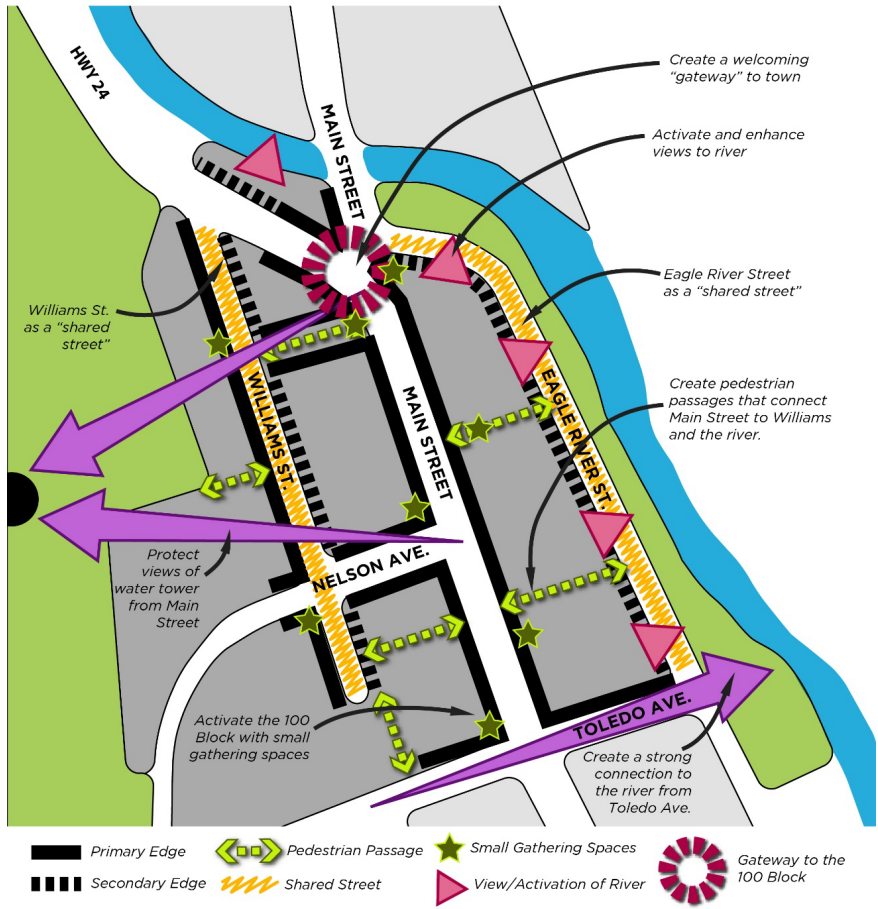 HWY 24
MAIN STREET
Create a welcoming
“gateway” to town
Activate and enhance
views to river
Eagle River Street
as a “shared street”
Williams St.
as a “shared
street”
WILLIAMS ST.
MAIN STREET
EAGLE RIVER ST.
Create pedestrian
passages that connect
Main Street to Williams
and the river.
Protect
views of
water tower
from Main
Street
NELSON AVE.
Activate the 100
Block with small
gathering spaces
TOLEDO AVE.
Create a strong
connection to
the river from
Toledo Ave.
Primary Edge
Pedestrian Passage
Small Gathering Spaces
Gateway to the
100 Block
Secondary Edge
Shared Street
View/Activation of River